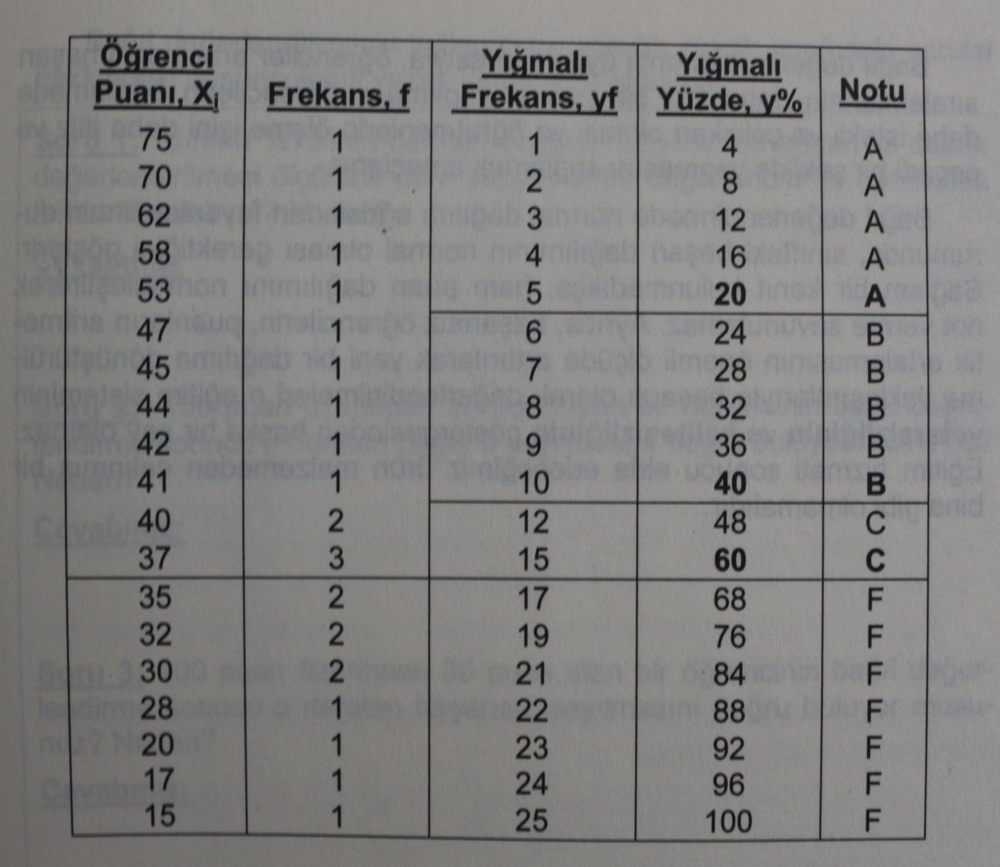 Öğrenci Puanı, Xi | Frekans, f | Yığmalı Frekans, yf | Yığmalı Yüzde, y% | Notu
75 1 1 4 A
70 1 2 8 A
62 1 3 12 A
58 1 4 16 A
53 1 5 20 A
47 1 6 24 B
45 1 7 28 B
44 1 8 32 B
42 1 9 36 B
41 1 10 40 B
40 2 12 48 C
37 3 15 60 C
35 2 17 68 F
32 2 19 76 F
30 2 21 84 F
28 1 22 88 F
20 1 23 92 F
17 1 24 96 F
15 1 25 100 F